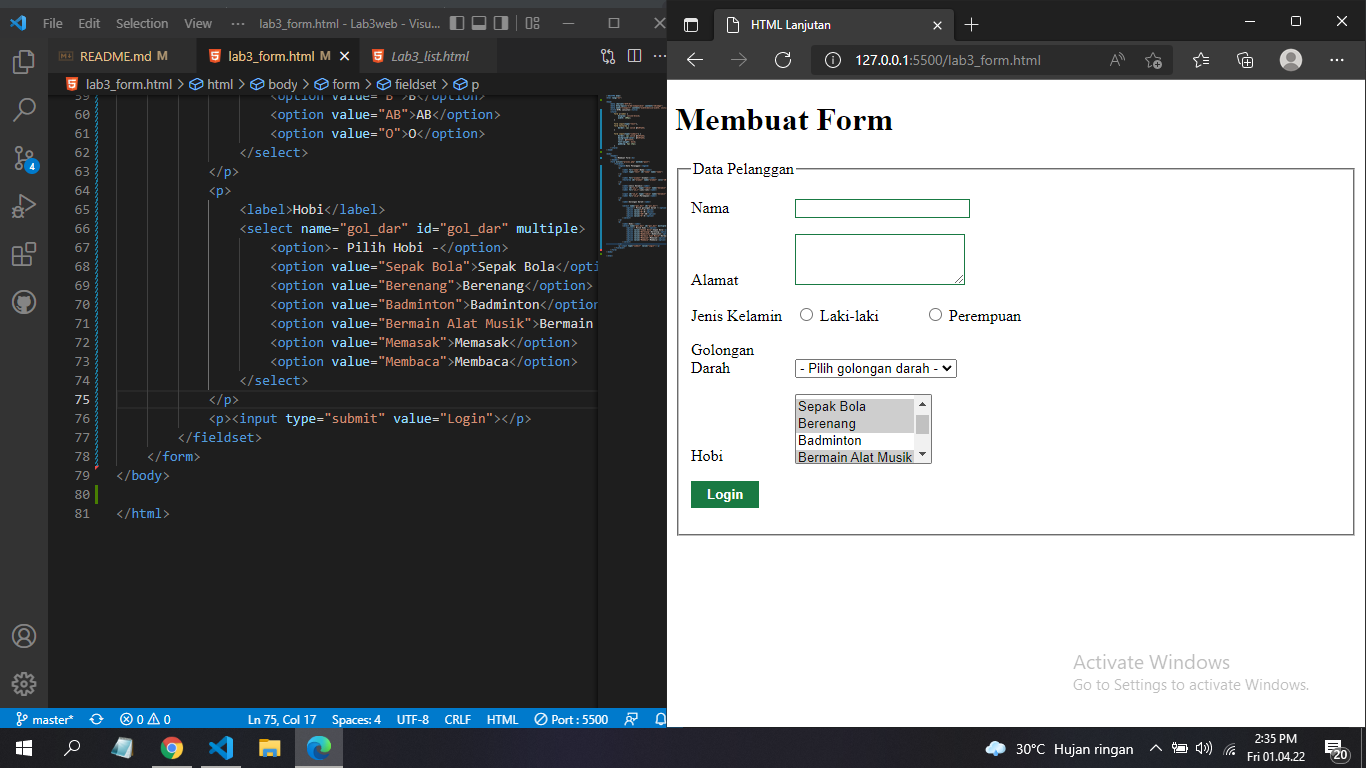 File Edit Selection View ··· lab3_form.html - Lab3web - Visu...
README.md M lab3_form.html M Lab3_list.html
lab3_form.html > html > body > form > fieldset > p
59 <option value="B">B</option>
60 <option value="AB">AB</option>
61 <option value="O">O</option>
62 </select>
63 </p>
64 <p>
65 <label>Hobi</label>
66 <select name="gol_dar" id="gol_dar" multiple>
67 <option>- Pilih Hobi -</option>
68 <option value="Sepak Bola">Sepak Bola</opti
69 <option value="Berenang">Berenang</option>
70 <option value="Badminton">Badminton</option
71 <option value="Bermain Alat Musik">Bermain
72 <option value="Memasak">Memasak</option>
73 <option value="Membaca">Membaca</option>
74 </select>
75 </p>
76 <p><input type="submit" value="Login"></p>
77 </fieldset>
78 </form>
79 </body>
80
81 </html>
4
master* 0 0 Ln 75, Col 17 Spaces: 4 UTF-8 CRLF HTML Port : 5500
HTML Lanjutan
127.0.0.1:5500/lab3_form.html
Membuat Form
Data Pelanggan
Nama
Alamat
Jenis Kelamin Laki-laki Perempuan
Golongan
Darah - Pilih golongan darah -
Sepak Bola
Berenang
Badminton
Hobi Bermain Alat Musik
Login
Activate Windows
Go to Settings to activate Windows.
30°C Hujan ringan
2:35 PM
Fri 01.04.22
20